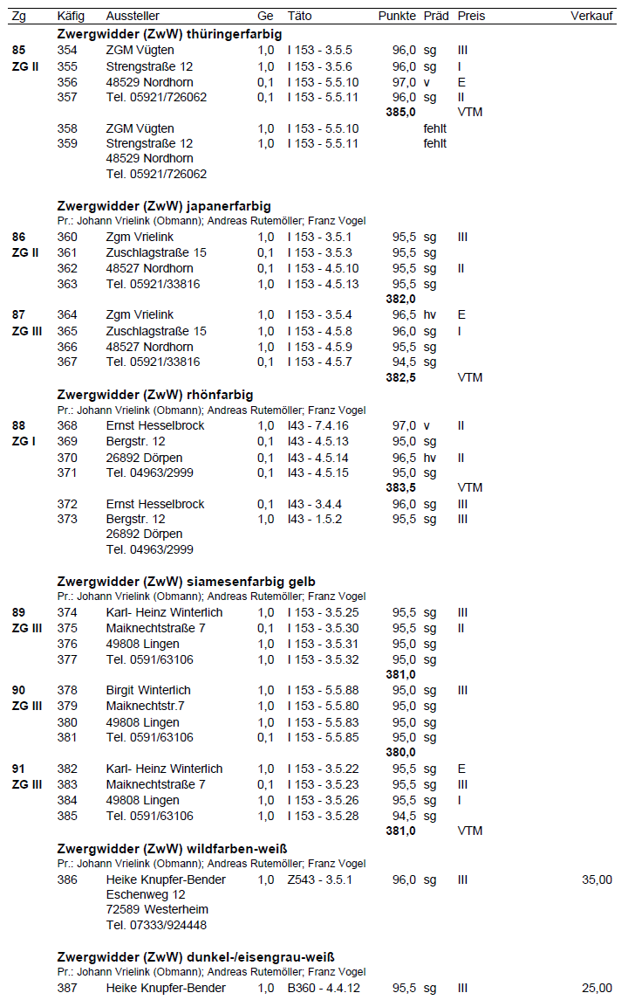 Zg Käfig Aussteller Ge Täto Punkte Präd Preis Verkauf
Zwergwidder (ZwW) thüringerfarbig
85 354 ZGM Vügten 1,0 I 153 - 3.5.5 96,0 sg III
ZG II 355 Strengstraße 12 1,0 I 153 - 3.5.6 96,0 sg I
356 48529 Nordhorn 0,1 I 153 - 5.5.10 97,0 v E
357 Tel. 05921/726062 0,1 I 153 - 5.5.11 96,0 sg II
385,0 VTM
358 ZGM Vügten 1,0 I 153 - 5.5.10 fehlt
359 Strengstraße 12 1,0 I 153 - 5.5.11 fehlt
48529 Nordhorn
Tel. 05921/726062
Zwergwidder (ZwW) japanerfarbig
Pr.: Johann Vrielink (Obmann); Andreas Rutemöller; Franz Vogel
86 360 Zgm Vrielink 1,0 I 153 - 3.5.1 95,5 sg III
ZG II 361 Zuschlagstraße 15 0,1 I 153 - 3.5.3 95,5 sg
362 48527 Nordhorn 0,1 I 153 - 4.5.10 95,5 sg II
363 Tel. 05921/33816 1,0 I 153 - 4.5.13 95,5 sg
382,0
87 364 Zgm Vrielink 1,0 I 153 - 3.5.4 96,5 hv E
ZG III 365 Zuschlagstraße 15 1,0 I 153 - 4.5.8 96,0 sg I
366 48527 Nordhorn 1,0 I 153 - 4.5.9 95,5 sg
367 Tel. 05921/33816 0,1 I 153 - 4.5.7 94,5 sg
382,5 VTM
Zwergwidder (ZwW) rhönfarbig
Pr.: Johann Vrielink (Obmann); Andreas Rutemöller; Franz Vogel
88 368 Ernst Hesselbrock 1,0 I43 - 7.4.16 97,0 v II
ZG I 369 Bergstr. 12 0,1 I43 - 4.5.13 95,0 sg
370 26892 Dörpen 0,1 I43 - 4.5.14 96,5 hv II
371 Tel. 04963/2999 0,1 I43 - 4.5.15 95,0 sg
383,5 VTM
372 Ernst Hesselbrock 0,1 I43 - 3.4.4 96,0 sg III
373 Bergstr. 12 1,0 I43 - 1.5.2 95,5 sg III
26892 Dörpen
Tel. 04963/2999
Zwergwidder (ZwW) siamesenfarbig gelb
Pr.: Johann Vrielink (Obmann); Andreas Rutemöller; Franz Vogel
89 374 Karl- Heinz Winterlich 1,0 I 153 - 3.5.25 95,5 sg III
ZG III 375 Maiknechtstraße 7 0,1 I 153 - 3.5.30 95,5 sg II
376 49808 Lingen 1,0 I 153 - 3.5.31 95,0 sg
377 Tel. 0591/63106 1,0 I 153 - 3.5.32 95,0 sg
381,0
90 378 Birgit Winterlich 1,0 I 153 - 5.5.88 95,0 sg III
ZG III 379 Maiknechtstr.7 1,0 I 153 - 5.5.80 95,0 sg
380 49808 Lingen 1,0 I 153 - 5.5.83 95,0 sg
381 Tel. 0591/63106 0,1 I 153 - 5.5.85 95,0 sg
380,0
91 382 Karl- Heinz Winterlich 1,0 I 153 - 3.5.22 95,5 sg E
ZG III 383 Maiknechtstraße 7 0,1 I 153 - 3.5.23 95,5 sg III
384 49808 Lingen 1,0 I 153 - 3.5.26 95,5 sg I
385 Tel. 0591/63106 1,0 I 153 - 3.5.28 94,5 sg
381,0 VTM
Zwergwidder (ZwW) wildfarben-weiß
Pr.: Johann Vrielink (Obmann); Andreas Rutemöller; Franz Vogel
386 Heike Knupfer-Bender 1,0 Z543 - 3.5.1 96,0 sg III 35,00
Eschenweg 12
72589 Westerheim
Tel. 07333/924448
Zwergwidder (ZwW) dunkel-/eisengrau-weiß
Pr.: Johann Vrielink (Obmann); Andreas Rutemöller; Franz Vogel
387 Heike Knupfer-Bender 1,0 B360 - 4.4.12 95,5 sg III 25,00